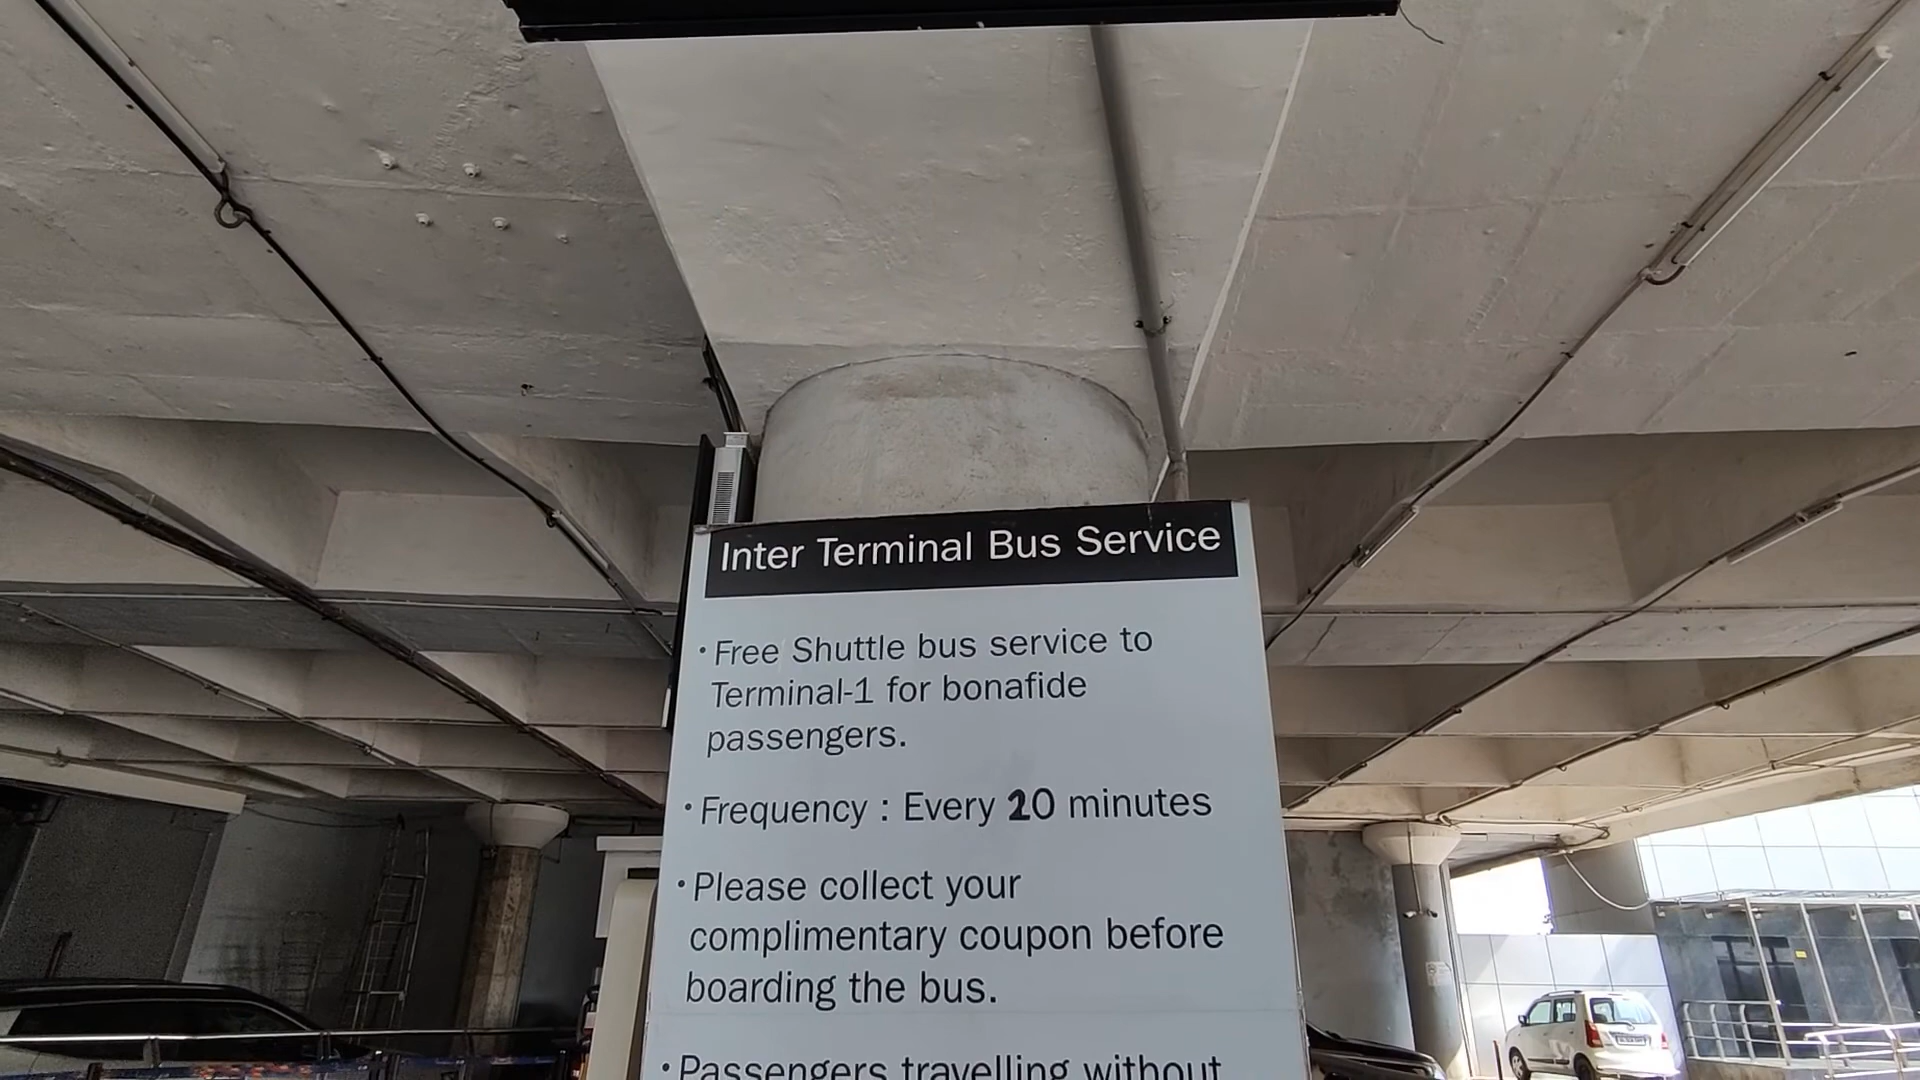 Inter Terminal Bus Service
• Free Shuttle bus service to
Terminal-1 for bonafide
passengers.
• Frequency : Every 20 minutes
• Please collect your
complimentary coupon before
boarding the bus.
• Passengers travelling without